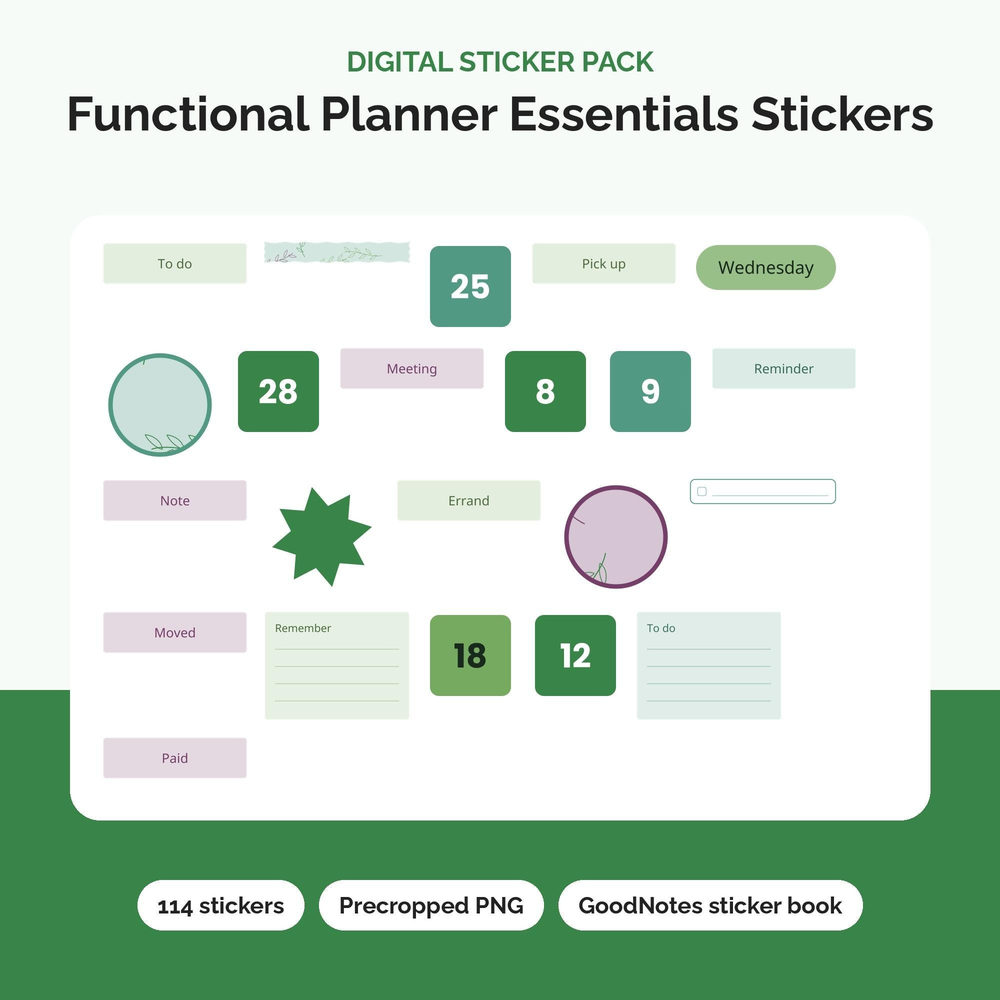 DIGITAL STICKER PACK
Functional Planner Essentials Stickers
To do
25
Pick up
Wednesday
28
Meeting
8
9
Reminder
Note
Errand
Moved
Remember
18
12
To do
Paid
114 stickers
Precropped PNG
GoodNotes sticker book